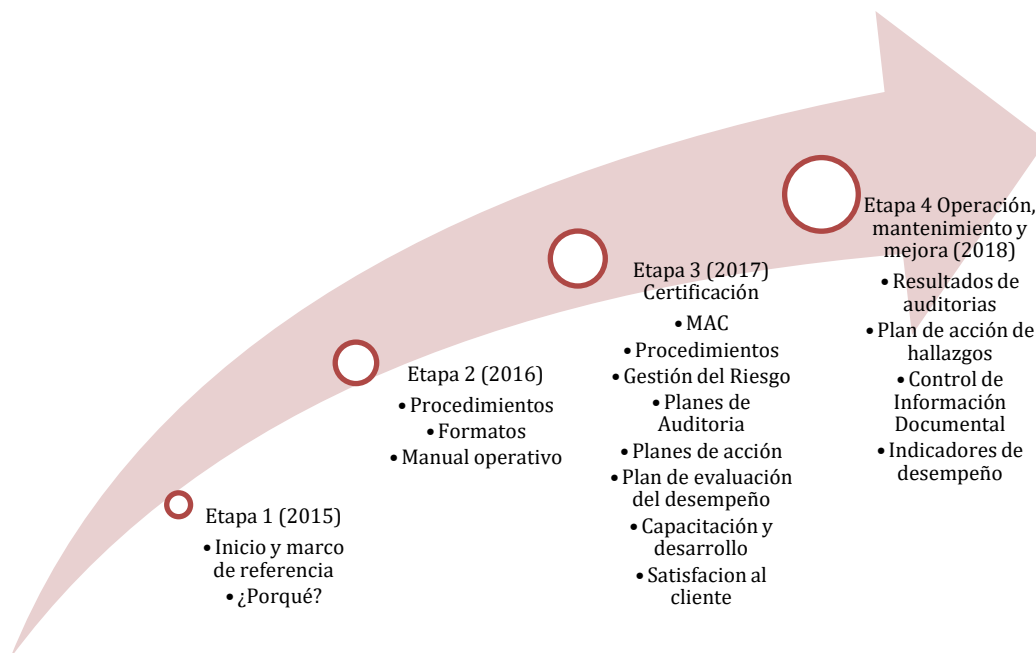 Etapa 1 (2015)
• Inicio y marco
de referencia
• ¿Porqué?
Etapa 2 (2016)
• Procedimientos
• Formatos
• Manual operativo
Etapa 3 (2017)
Certificación
• MAC
• Procedimientos
• Gestión del Riesgo
• Planes de
Auditoria
• Planes de acción
• Plan de evaluación
del desempeño
• Capacitación y
desarrollo
• Satisfacion al
cliente
Etapa 4 Operación,
mantenimiento y
mejora (2018)
• Resultados de
auditorias
• Plan de acción de
hallazgos
• Control de
Información
Documental
• Indicadores de
desempeño